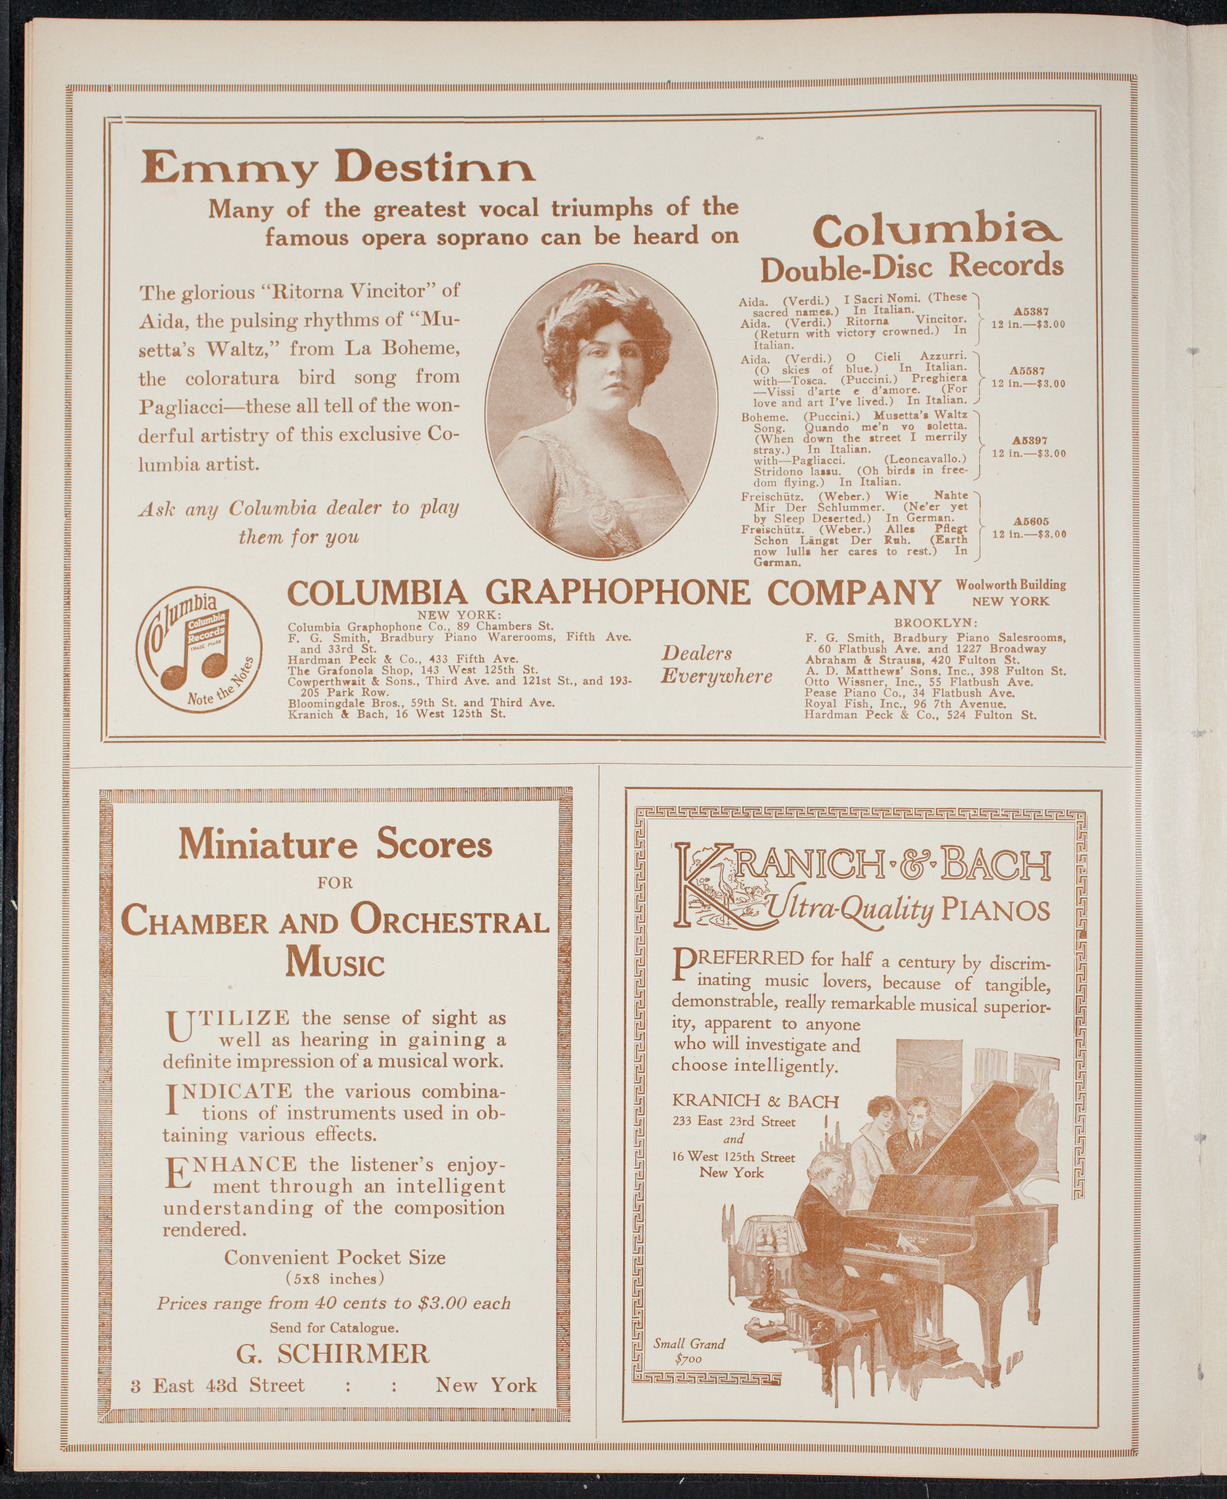 Emmy Destinn
Many of the greatest vocal triumphs of the
famous opera soprano can be heard on
Columbia
Double-Disc Records
The glorious "Ritorna Vincitor" of
Aida, the pulsing rhythms of "Mu-
setta's Waltz," from La Boheme,
the coloratura bird song from
Pagliacci—these all tell of the won-
derful artistry of this exclusive Co-
lumbia artist.
Ask any Columbia dealer to play
them for you
Aida. (Verdi.) I Sacri Nomi. (These
sacred names.) In Italian.
Aida. (Verdi.) Ritorna Vincitor.
(Return with victory crowned.) In
Italian.
A5387
12 in.—$3.00
Aida. (Verdi.) O Cieli Azzurri.
(O skies of blue.) In Italian.
with—Tosca. (Puccini.) Preghiera
—Vissi d'arte e d'amore. (For
love and art I've lived.) In Italian.
A5587
12 in.—$3.00
Boheme. (Puccini.) Musetta's Waltz
Song. Quando me'n vo soletta.
(When down the street I merrily
stray.) In Italian.
with—Pagliacci. (Leoncavallo.)
Stridono lassu. (Oh birds in free-
dom flying.) In Italian.
A5397
12 in.—$3.00
Freischütz. (Weber.) Wie Nahte
Mir Der Schlummer. (Ne'er yet
by Sleep Deserted.) In German.
Freischütz. (Weber.) Alles Pflegt
Schon Längst Der Ruh. (Earth
now lulls her cares to rest.) In
German.
A5605
12 in.—$3.00
Columbia
Columbia
Records
TRADE MARK
Note the Notes
COLUMBIA GRAPHOPHONE COMPANY
Woolworth Building
NEW YORK
NEW YORK:
Columbia Graphophone Co., 89 Chambers St.
F. G. Smith, Bradbury Piano Warerooms, Fifth Ave.
and 33rd St.
Hardman Peck & Co., 433 Fifth Ave.
The Grafonola Shop, 143 West 125th St.
Cowperthwait & Sons., Third Ave. and 121st St., and 193-
205 Park Row.
Bloomingdale Bros., 59th St. and Third Ave.
Kranich & Bach, 16 West 125th St.
Dealers
Everywhere
BROOKLYN:
F. G. Smith, Bradbury Piano Salesrooms,
60 Flatbush Ave. and 1227 Broadway
Abraham & Strauss, 420 Fulton St.
A. D. Matthews' Sons, Inc., 398 Fulton St.
Otto Wissner, Inc., 55 Flatbush Ave.
Pease Piano Co., 34 Flatbush Ave.
Royal Fish, Inc., 96 7th Avenue.
Hardman Peck & Co., 524 Fulton St.
Miniature Scores
FOR
CHAMBER AND ORCHESTRAL
MUSIC
UTILIZE the sense of sight as
well as hearing in gaining a
definite impression of a musical work.
INDICATE the various combina-
tions of instruments used in ob-
taining various effects.
ENHANCE the listener's enjoy-
ment through an intelligent
understanding of the composition
rendered.
Convenient Pocket Size
(5x8 inches)
Prices range from 40 cents to $3.00 each
Send for Catalogue.
G. SCHIRMER
3 East 43d Street : : New York
KRANICH·&·BACH
Ultra-Quality PIANOS
PREFERRED for half a century by discrim-
inating music lovers, because of tangible,
demonstrable, really remarkable musical superior-
ity, apparent to anyone
who will investigate and
choose intelligently.
KRANICH & BACH
233 East 23rd Street
and
16 West 125th Street
New York
Small Grand
$700